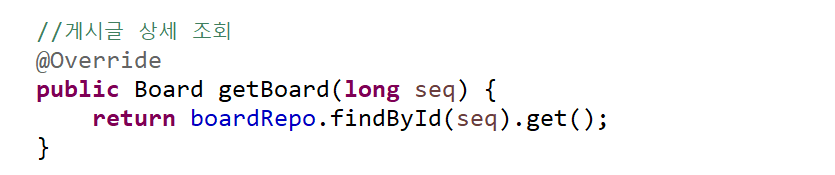 //게시글 상세 조회
@Override
public Board getBoard(long seq) {
    return boardRepo.findById(seq).get();
}